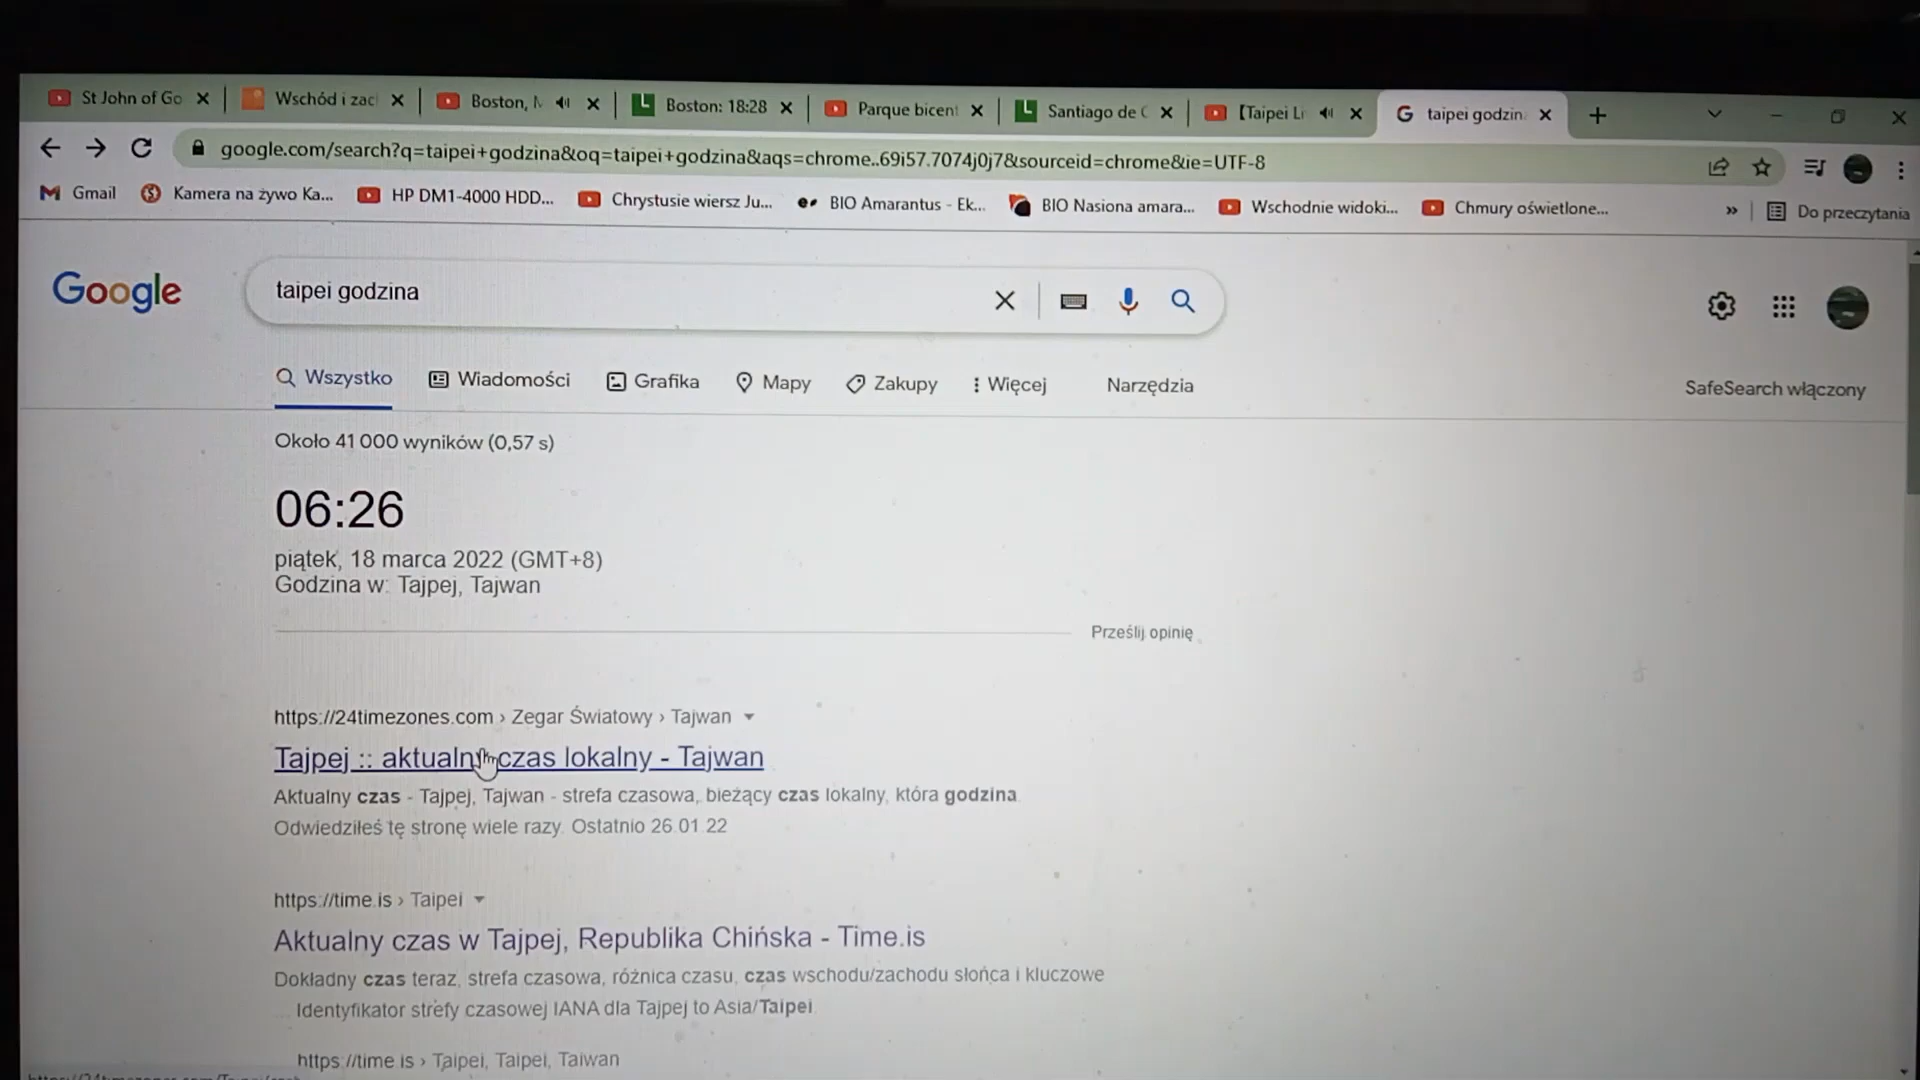 St John of Go
Wschód i zac
Boston, M
Boston: 18:28
Parque bicent
Santiago de C
【Taipei Li
taipei godzin
google.com/search?q=taipei+godzina&oq=taipei+godzina&aqs=chrome..69i57.7074j0j7&sourceid=chrome&ie=UTF-8
Gmail
Kamera na żywo Ka...
HP DM1-4000 HDD...
Chrystusie wiersz Ju...
BIO Amarantus - Ek...
BIO Nasiona amara...
Wschodnie widoki...
Chmury oświetlone...
»
Do przeczytania
Google
taipei godzina
Wszystko
Wiadomości
Grafika
Mapy
Zakupy
Więcej
Narzędzia
SafeSearch włączony
Około 41 000 wyników (0,57 s)
06:26
piątek, 18 marca 2022 (GMT+8)
Godzina w: Tajpej, Tajwan
Prześlij opinię
https://24timezones.com › Zegar Światowy › Tajwan
Tajpej :: aktualny czas lokalny - Tajwan
Aktualny czas - Tajpej, Tajwan - strefa czasowa, bieżący czas lokalny, która godzina.
Odwiedziłeś tę stronę wiele razy. Ostatnio 26.01.22
https://time.is › Taipei
Aktualny czas w Tajpej, Republika Chińska - Time.is
Dokładny czas teraz, strefa czasowa, różnica czasu, czas wschodu/zachodu słońca i kluczowe
... Identyfikator strefy czasowej IANA dla Tajpej to Asia/Taipei.
https://time.is › Taipei, Taipei, Taiwan